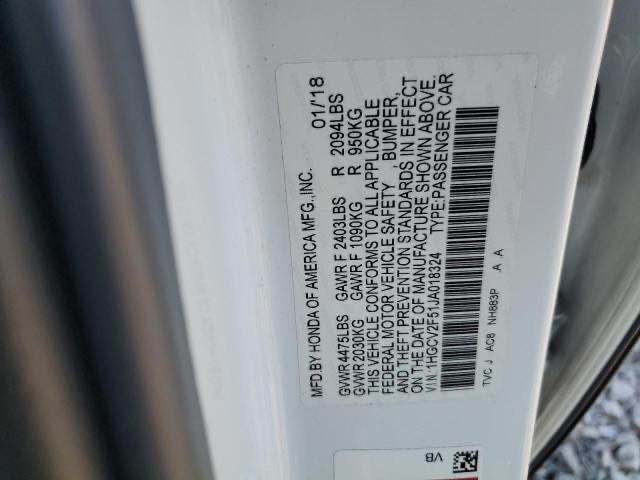 MFD.BY HONDA OF AMERICA MFG.,INC. 01/'18
GVWR 4475LBS GAWR F 2403LBS R 2094LBS
GVWR 2030KG GAWR F 1090KG R 950KG
THIS VEHICLE CONFORMS TO ALL APPLICABLE
FEDERAL MOTOR VEHICLE SAFETY , BUMPER,
AND THEFT PREVENTION STANDARDS IN EFFECT
ON THE DATE OF MANUFACTURE SHOWN ABOVE.
V.I.N.:1HGCV2F51JA018324 TYPE:PASSENGER CAR
TVC J AC8 NH883P A A
VB